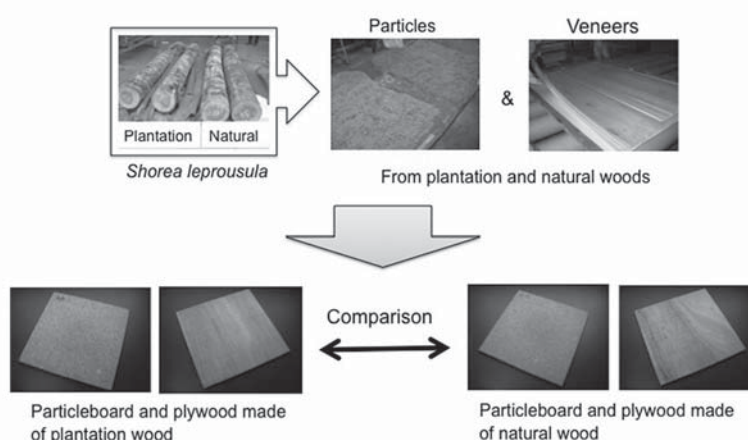 Particles
Veneers
Plantation
Natural
&
Shorea leprousula
From plantation and natural woods
Comparison
Particleboard and plywood made
of plantation wood
Particleboard and plywood made
of natural wood